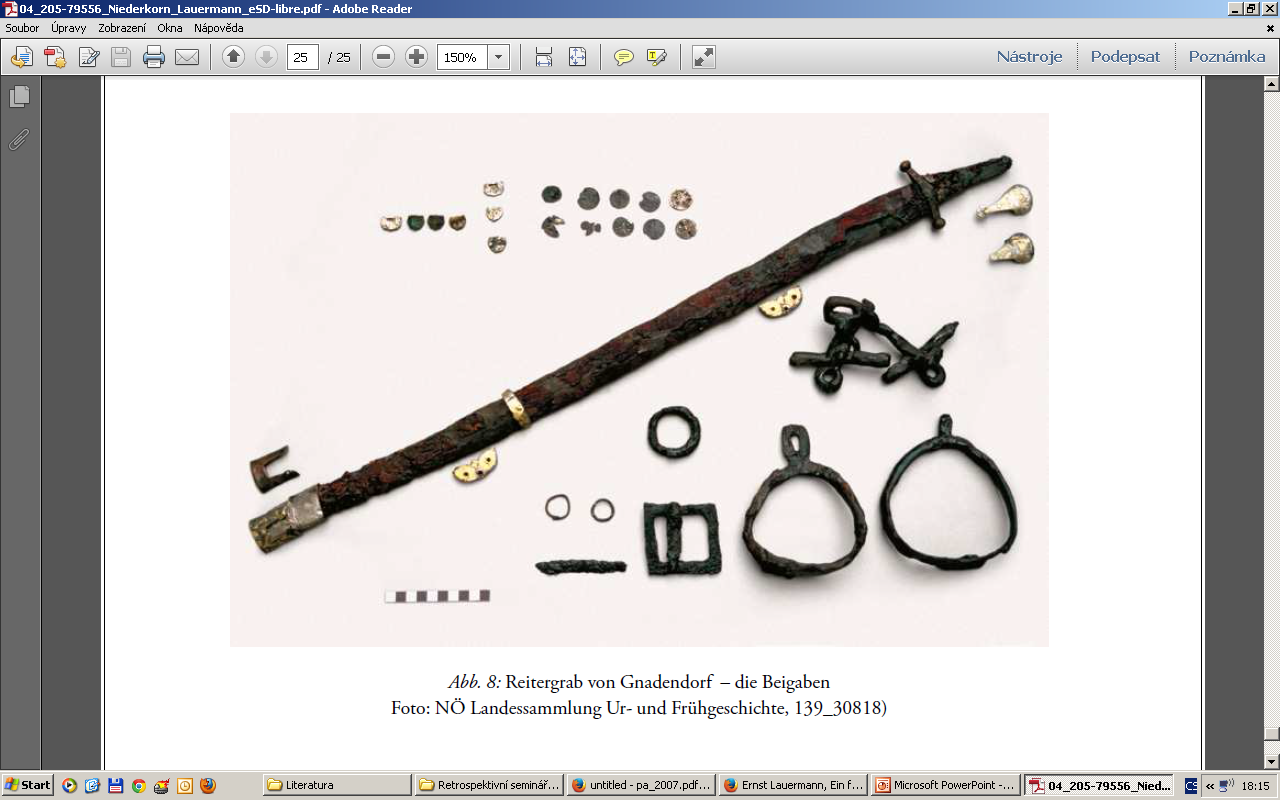 04_205-79556_Niederkorn_Lauermann_eSD-libre.pdf - Adobe Reader
Soubor Úpravy Zobrazení Okna Nápověda
25 / 25 150% Nástroje Podepsat Poznámka
Abb. 8: Reitergrab von Gnadendorf – die Beigaben
Foto: NÖ Landessammlung Ur- und Frühgeschichte, 139_30818)
Start Literatura Retrospektivní seminář... untitled - pa_2007.pdf... Ernst Lauermann, Ein f... Microsoft PowerPoint -... 04_205-79556_Nied... CS « 18:15